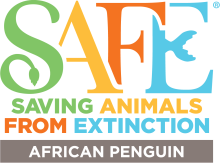 SAFE®
SAVING ANIMALS
FROM EXTINCTION
AFRICAN PENGUIN